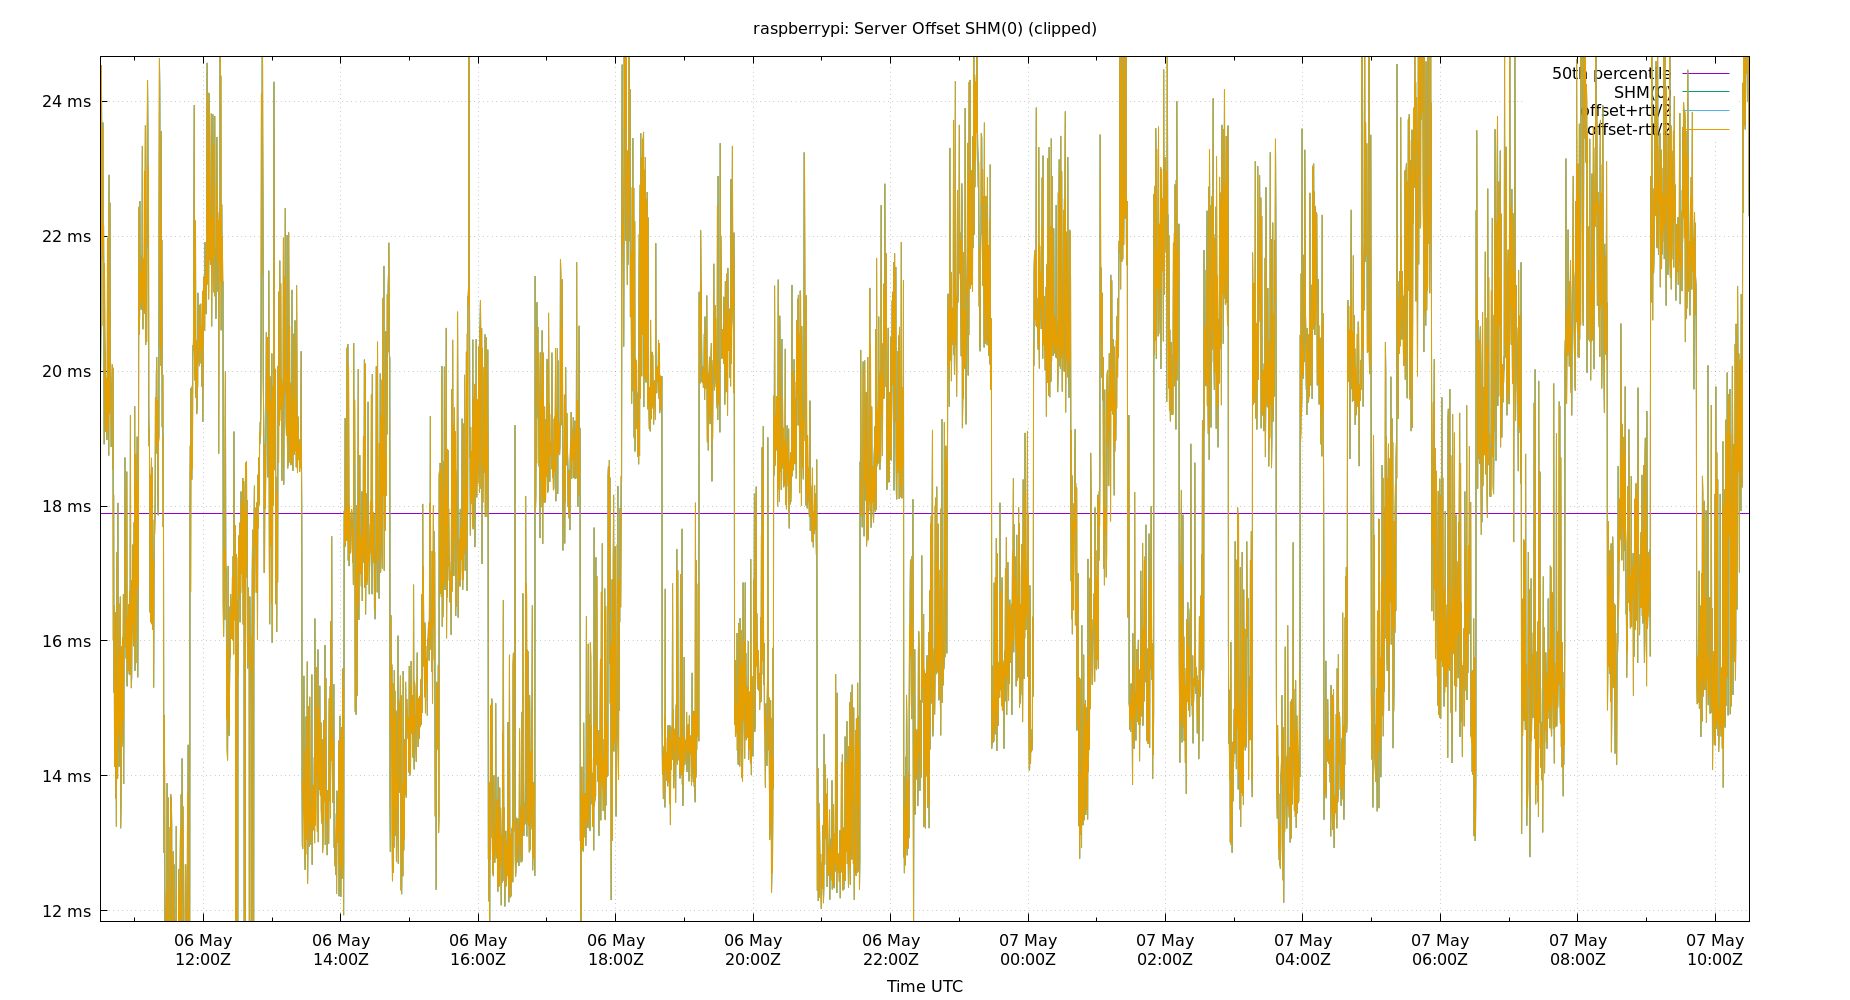 raspberrypi: Server Offset SHM(0) (clipped)
50th percentile
SHM(0)
offset+rtt/2
offset-rtt/2
24 ms
22 ms
20 ms
18 ms
16 ms
14 ms
12 ms
06 May 06 May 06 May 06 May 06 May 06 May 07 May 07 May 07 May 07 May 07 May 07 May
12:00Z 14:00Z 16:00Z 18:00Z 20:00Z 22:00Z 00:00Z 02:00Z 04:00Z 06:00Z 08:00Z 10:00Z
Time UTC